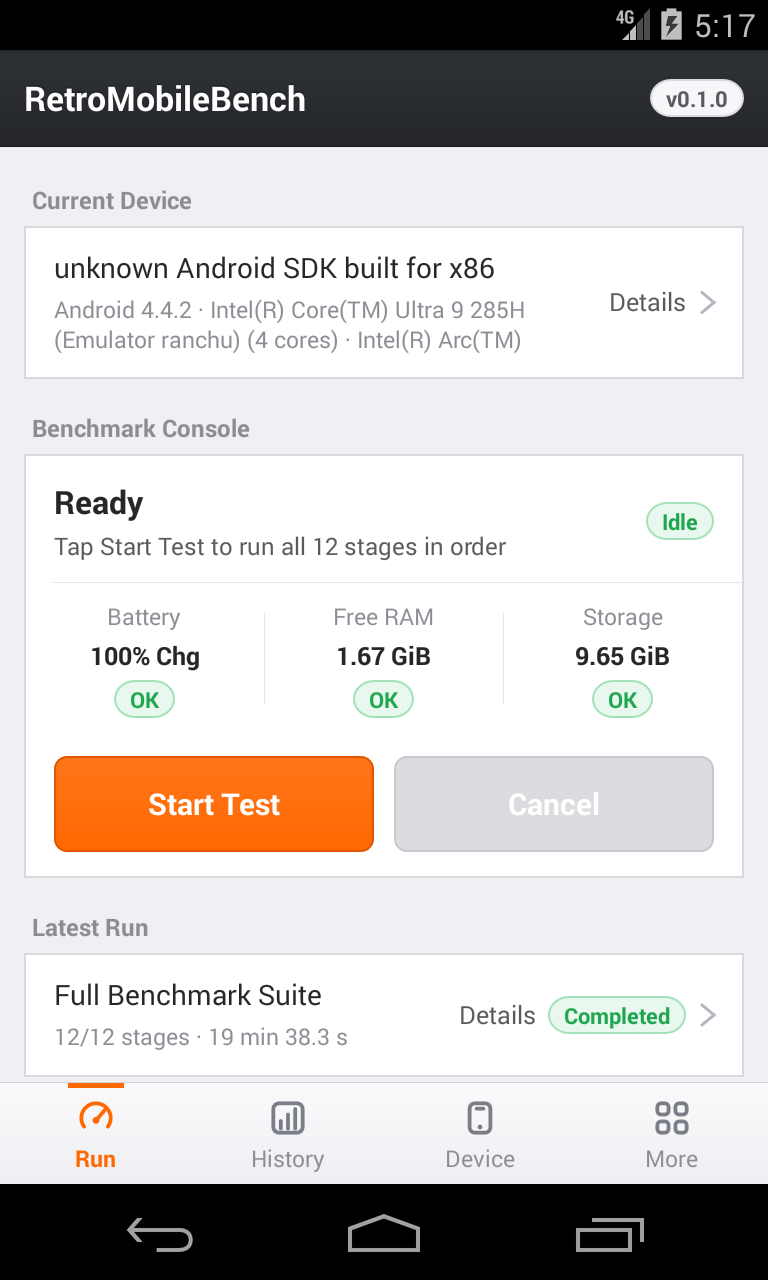 4G 5:17
RetroMobileBench v0.1.0
Current Device
unknown Android SDK built for x86
Android 4.4.2 · Intel(R) Core(TM) Ultra 9 285H
(Emulator ranchu) (4 cores) · Intel(R) Arc(TM)
Details
Benchmark Console
Ready
Tap Start Test to run all 12 stages in order
Idle
Battery Free RAM Storage
100% Chg 1.67 GiB 9.65 GiB
OK OK OK
Start Test Cancel
Latest Run
Full Benchmark Suite
12/12 stages · 19 min 38.3 s
Details Completed
Run History Device More